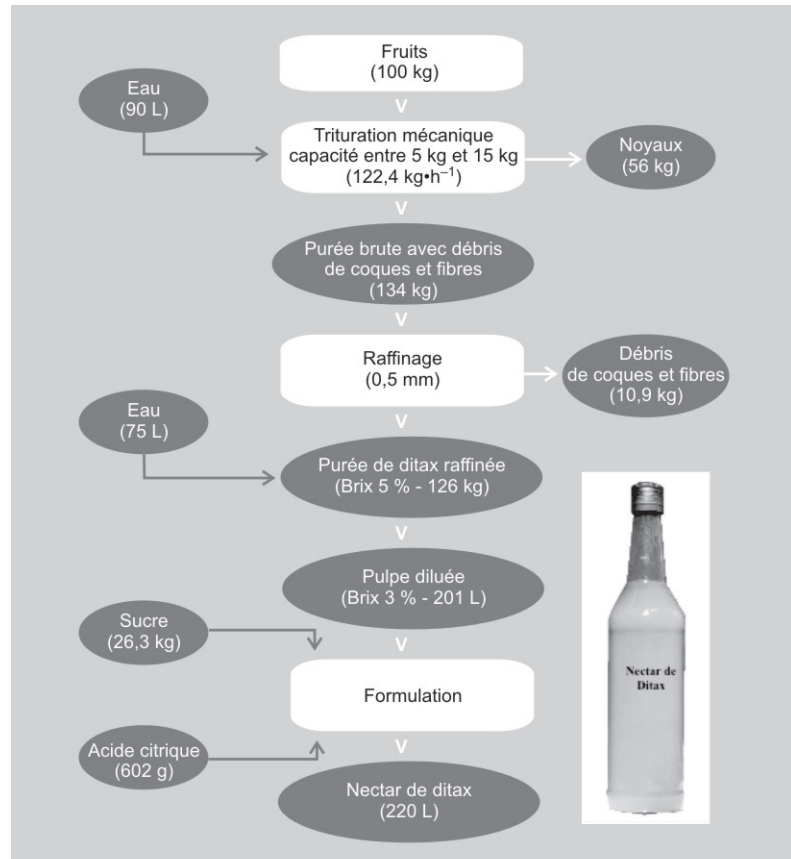 Fruits
(100 kg)
Eau
(90 L)
V
Trituration mécanique
capacité entre 5 kg et 15 kg
(122,4 kg•h⁻¹)
Noyaux
(56 kg)
V
Purée brute avec débris
de coques et fibres
(134 kg)
V
Raffinage
(0,5 mm)
Débris
de coques et fibres
(10,9 kg)
Eau
(75 L)
V
Purée de ditax raffinée
(Brix 5 % - 126 kg)
V
Pulpe diluée
(Brix 3 % - 201 L)
Sucre
(26,3 kg)
V
Formulation
Acide citrique
(602 g)
V
Nectar de ditax
(220 L)
Nectar de
Ditax